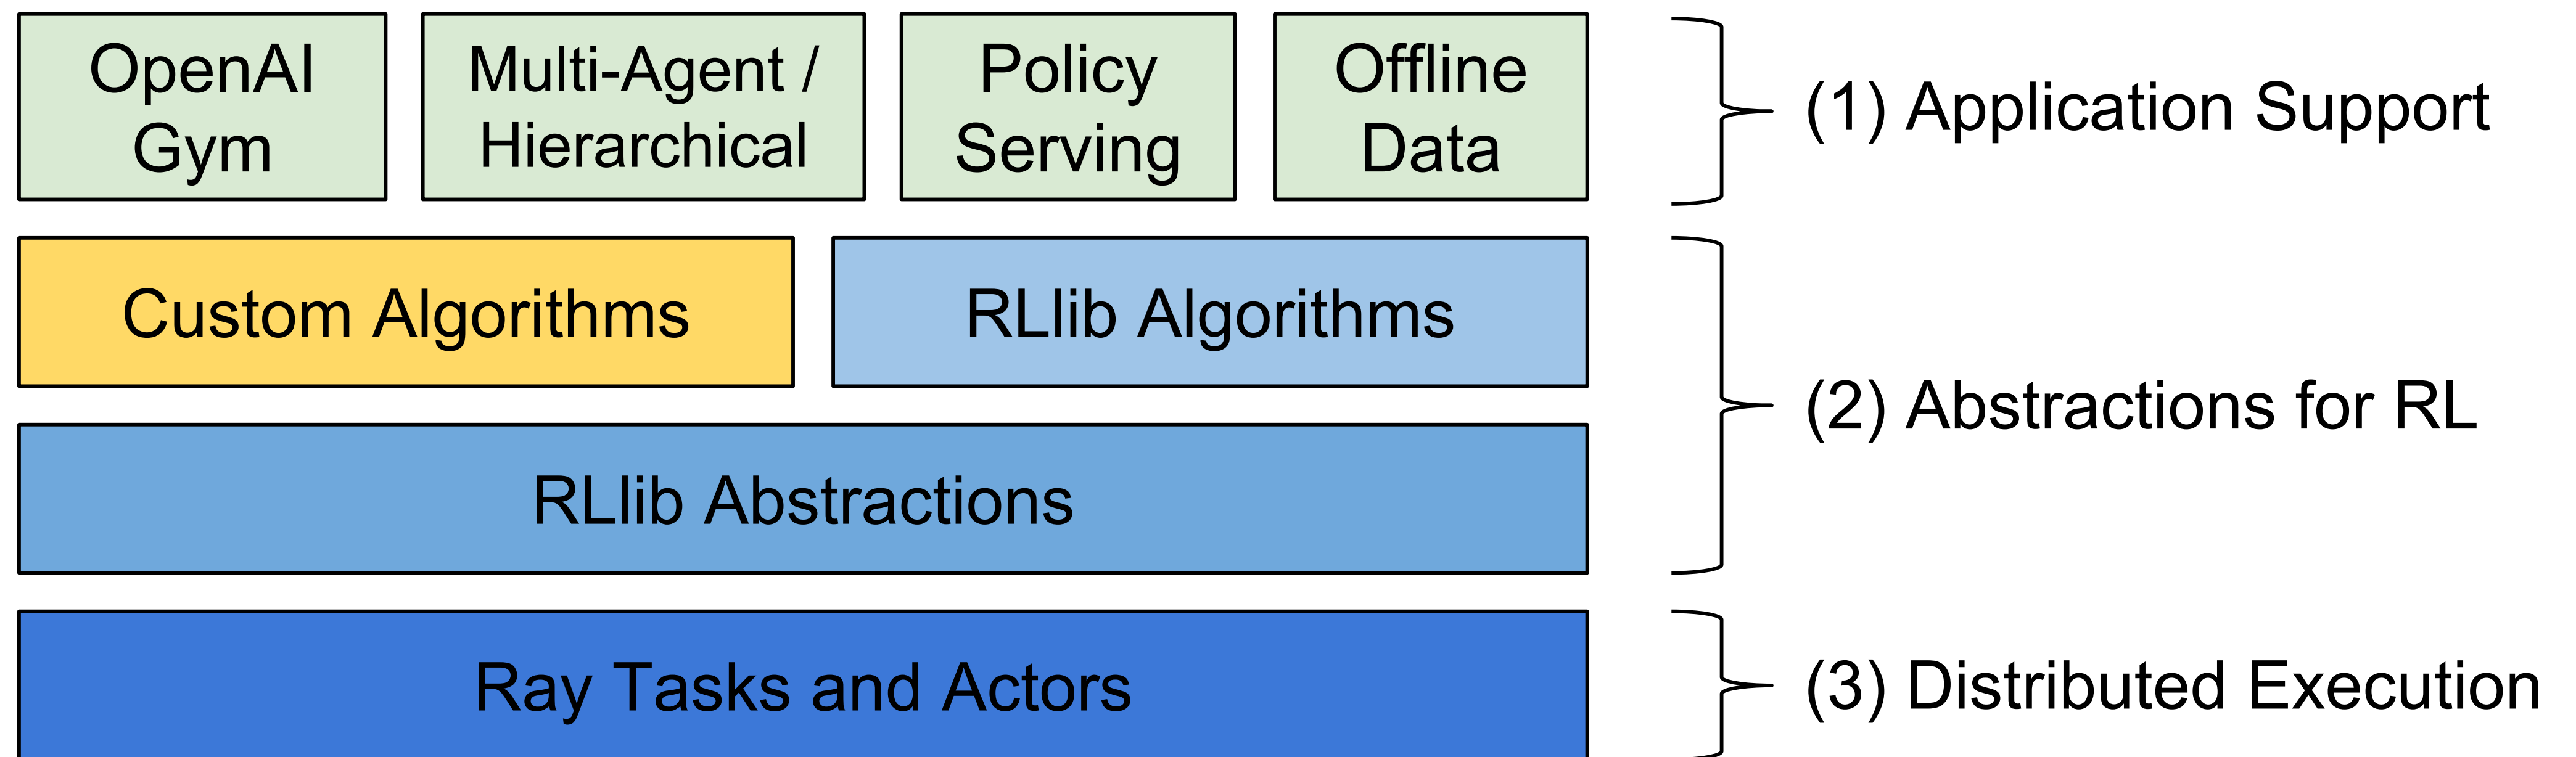 OpenAI
Gym
Multi-Agent /
Hierarchical
Policy
Serving
Offline
Data
(1) Application Support
Custom Algorithms
RLlib Algorithms
(2) Abstractions for RL
RLlib Abstractions
Ray Tasks and Actors
(3) Distributed Execution